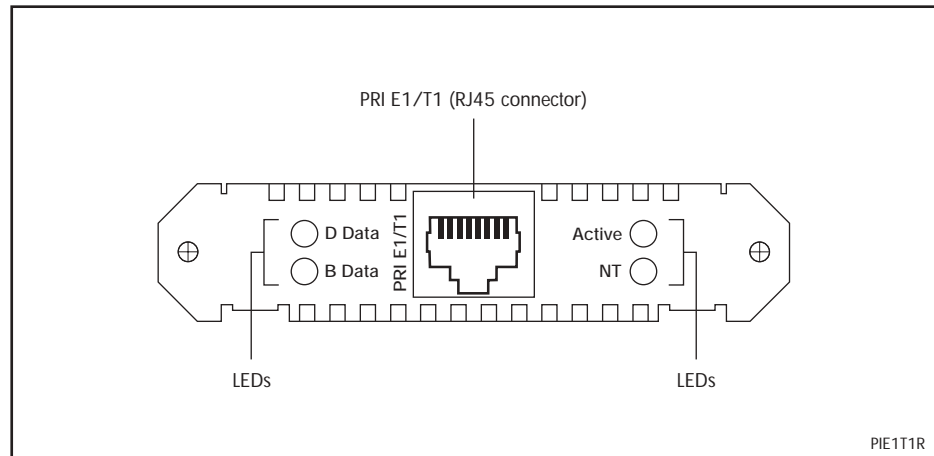 PRI E1/T1 (RJ45 connector)
D Data
B Data
PRI E1/T1
Active
NT
LEDs
LEDs
PIE1T1R